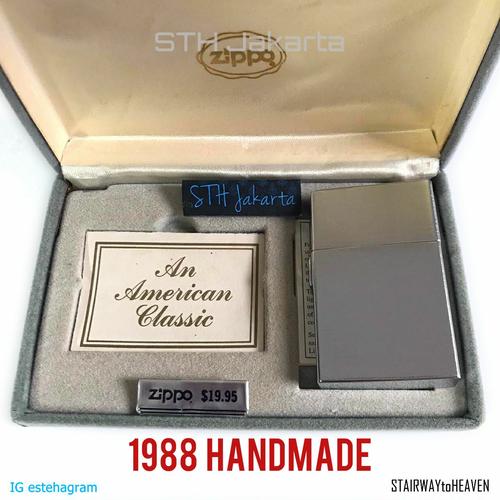 STH Jakarta
zippo
STH Jakarta
An
American
Classic
zippo $19.95
1988 HANDMADE
IG estehagram
STAIRWAYtoHEAVEN